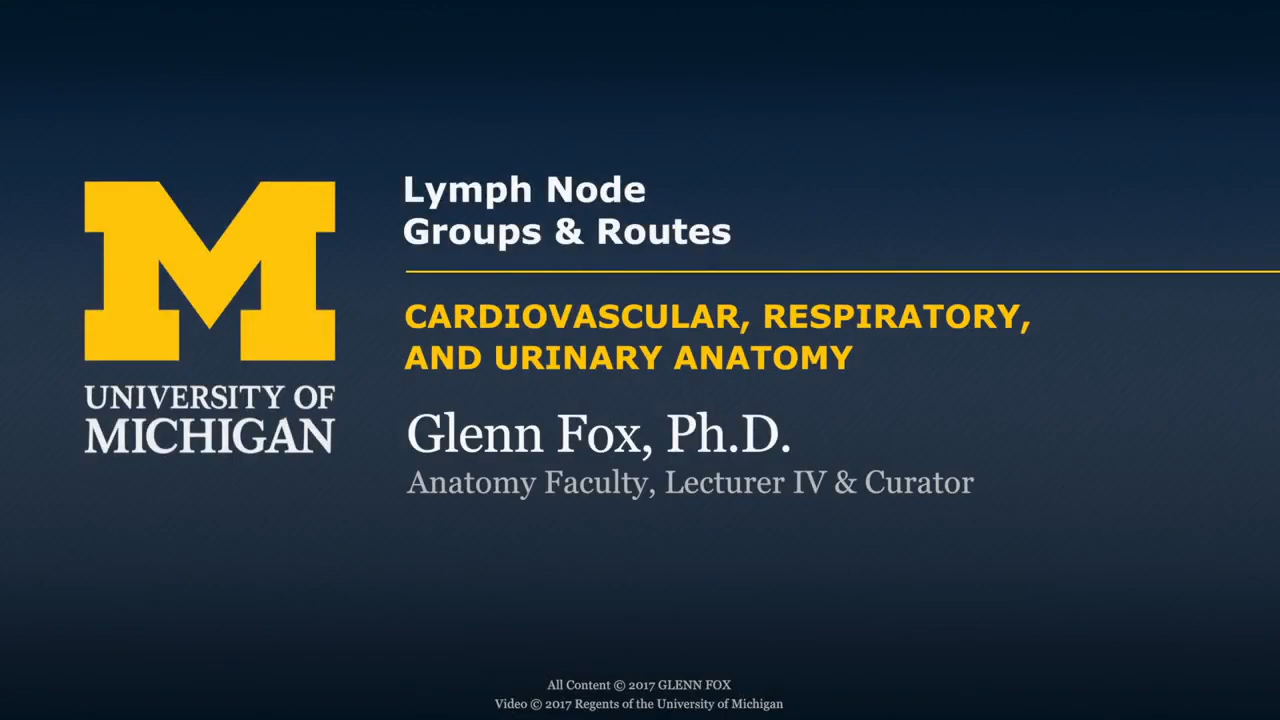 Lymph Node
Groups & Routes
CARDIOVASCULAR, RESPIRATORY,
AND URINARY ANATOMY
Glenn Fox, Ph.D.
Anatomy Faculty, Lecturer IV & Curator
M
UNIVERSITY OF
MICHIGAN
All Content © 2017 GLENN FOX
Video © 2017 Regents of the University of Michigan